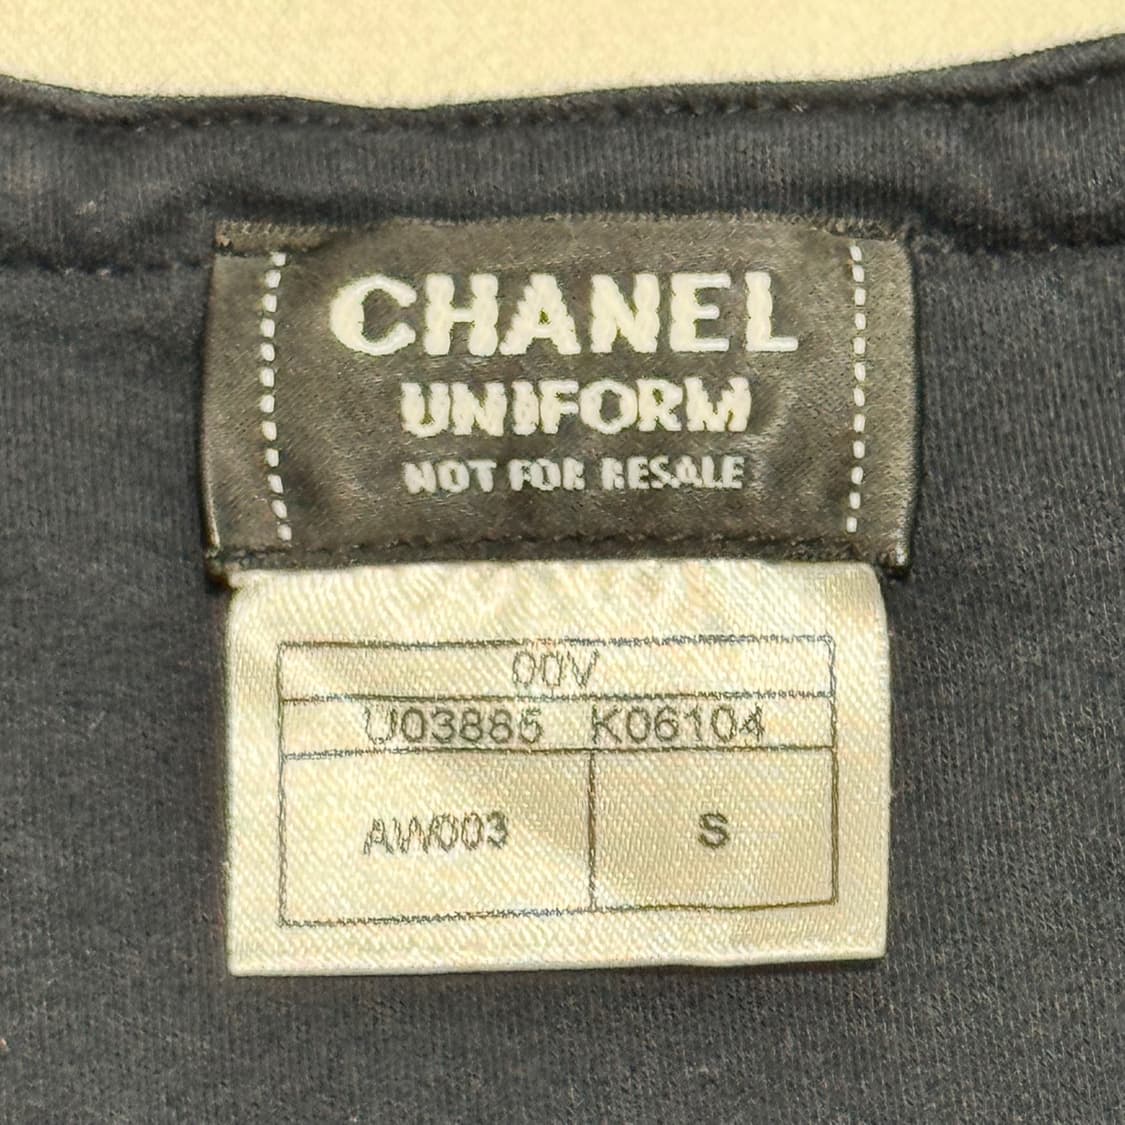 CHANEL
UNIFORM
NOT FOR RESALE
00V
U03885 K06104
AW003 S